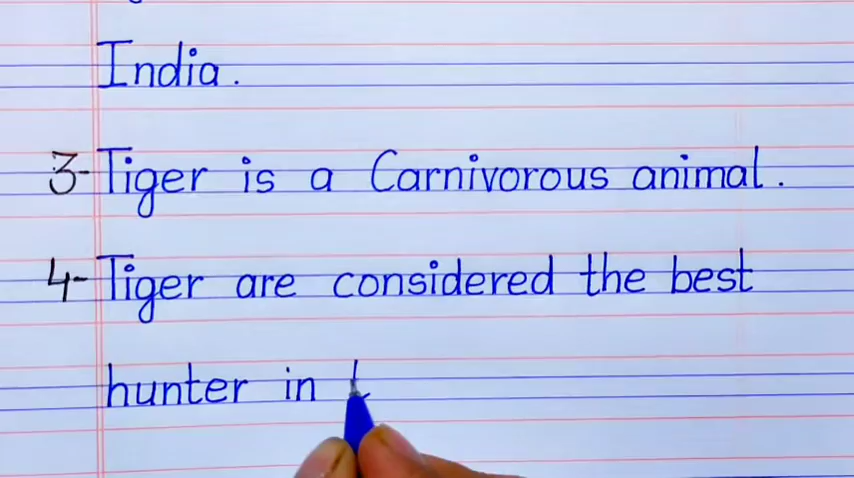 India.
3- Tiger is a Carnivorous animal.
4- Tiger are considered the best
hunter in t